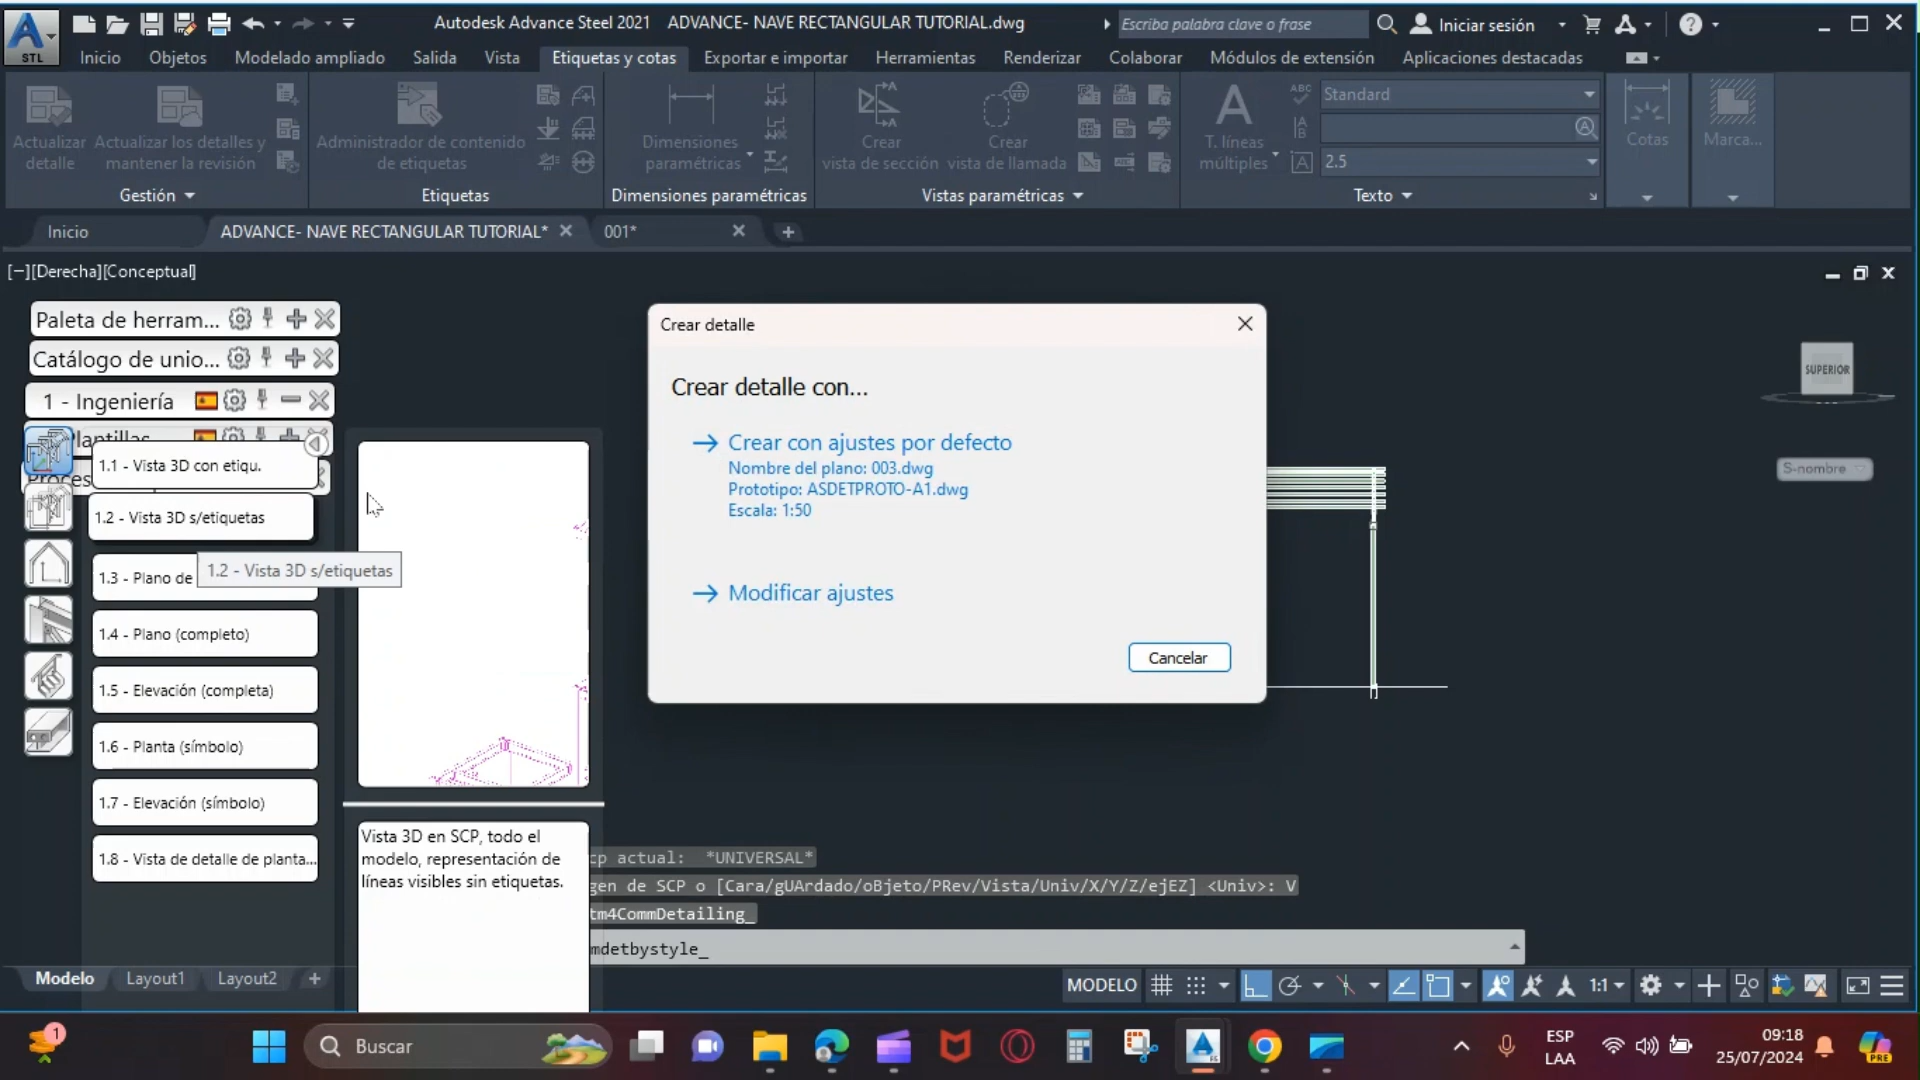 Autodesk Advance Steel 2021 ADVANCE- NAVE RECTANGULAR TUTORIAL.dwg
Escriba palabra clave o frase
Iniciar sesión
STL
Inicio Objetos Modelado ampliado Salida Vista Etiquetas y cotas Exportar e importar Herramientas Renderizar Colaborar Módulos de extensión Aplicaciones destacadas
Actualizar detalle
Actualizar los detalles y mantener la revisión
Administrador de contenido de etiquetas
Dimensiones paramétricas
Crear vista de sección
Crear vista de llamada
T. líneas múltiples
Standard
2.5
Cotas
Marca...
Gestión Etiquetas Dimensiones paramétricas Vistas paramétricas Texto
Inicio ADVANCE- NAVE RECTANGULAR TUTORIAL* 001*
[−][Derecha][Conceptual]
Paleta de herram...
Catálogo de unio...
1 - Ingeniería
1.1 - Vista 3D con etiqu.
1.2 - Vista 3D s/etiquetas
1.3 - Plano de
1.2 - Vista 3D s/etiquetas
1.4 - Plano (completo)
1.5 - Elevación (completa)
1.6 - Planta (símbolo)
1.7 - Elevación (símbolo)
1.8 - Vista de detalle de planta...
Vista 3D en SCP, todo el
modelo, representación de
líneas visibles sin etiquetas.
Crear detalle
Crear detalle con...
Crear con ajustes por defecto
Nombre del plano: 003.dwg
Prototipo: ASDETPROTO-A1.dwg
Escala: 1:50
Modificar ajustes
Cancelar
SUPERIOR
S-nombre
cp actual: *UNIVERSAL*
gen de SCP o [Cara/gUArdado/oBjeto/PRev/Vista/Univ/X/Y/Z/ejEZ] <Univ>: V
tm4CommDetailing_
mdetbystyle_
Modelo Layout1 Layout2 +
MODELO
1:1
1
Buscar
ESP
LAA
09:18
25/07/2024
PRE